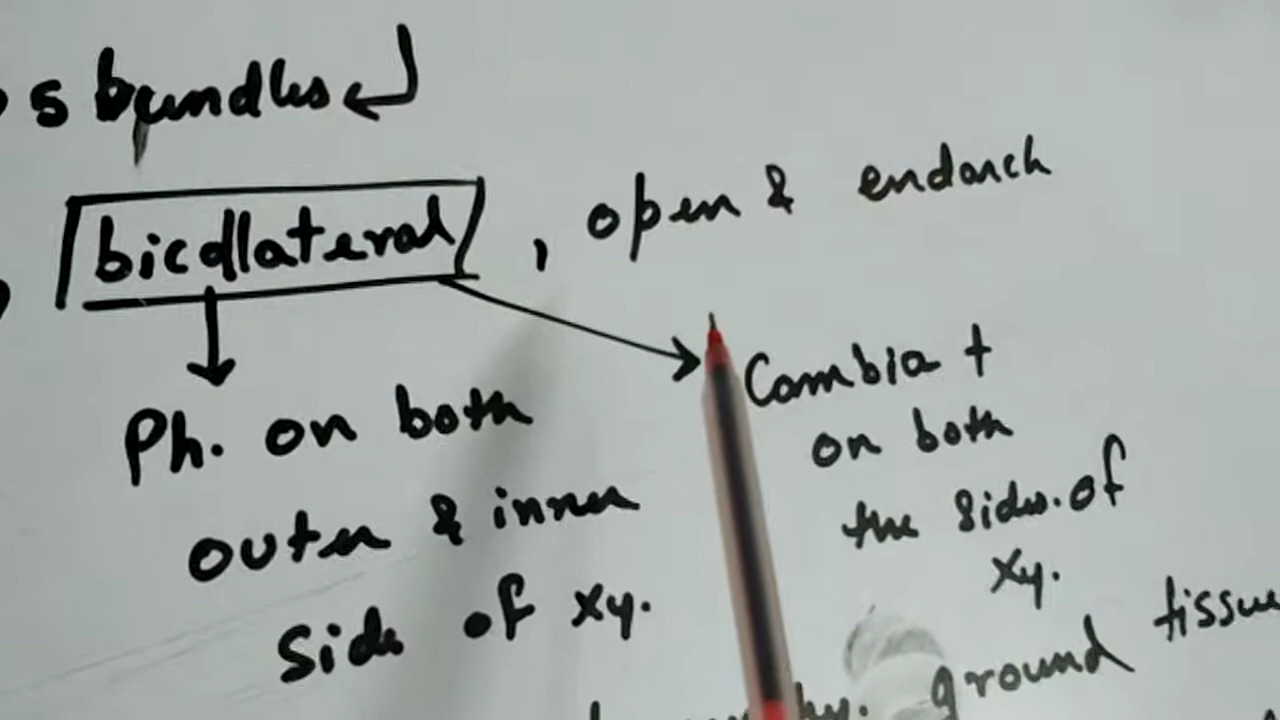 s bundles
bicollateral, open & endarch
Ph. on both
outer & inner
side of xy.
Cambia +
on both
the sides of
xy.
ground tissue